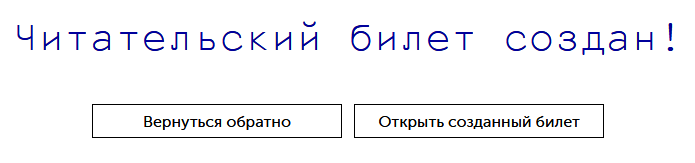 Читательский билет создан!
Вернуться обратно
Открыть созданный билет